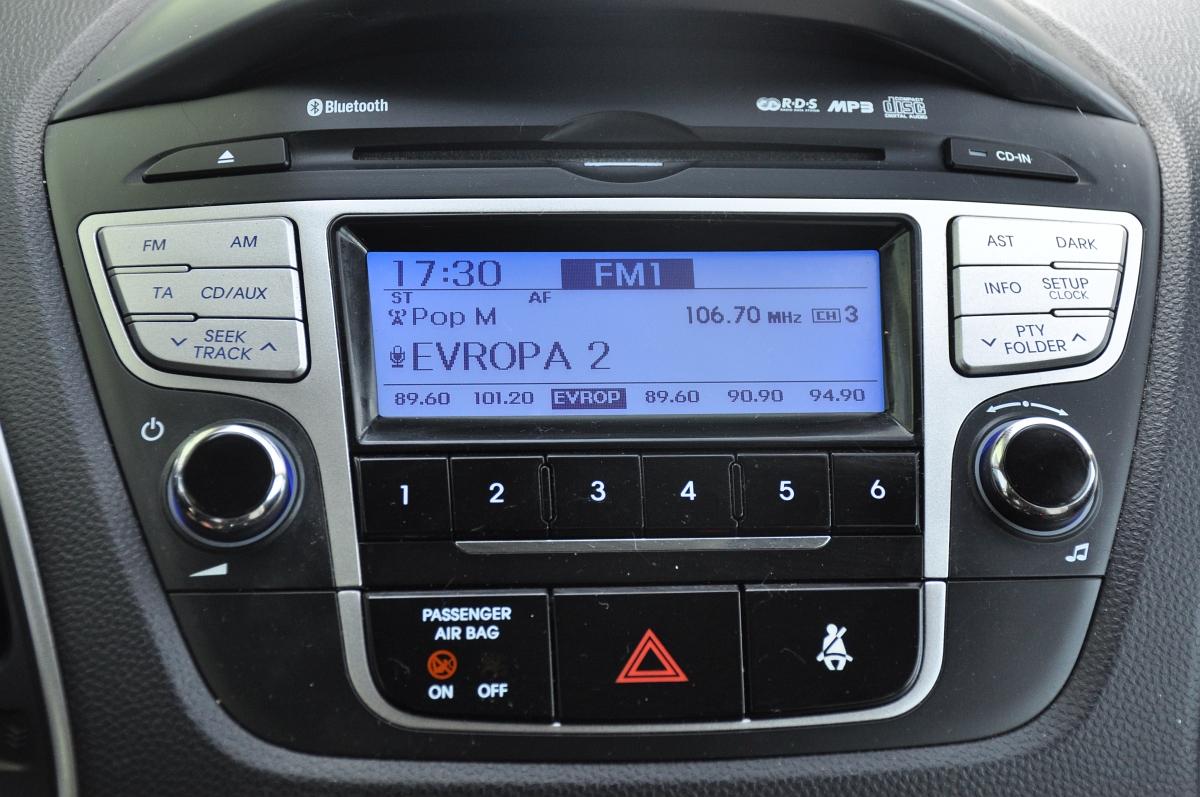 Bluetooth
R·D·S
RADIO DATA SYSTEM
MP3
COMPACT
disc
DIGITAL AUDIO
CD-IN
FM AM
TA CD/AUX
SEEK
TRACK
17:30 FM1
ST AF
Pop M 106.70 MHz CH 3
EVROPA 2
89.60 101.20 EVROP 89.60 90.90 94.90
AST DARK
INFO SETUP
CLOCK
PTY
FOLDER
1 2 3 4 5 6
PASSENGER
AIR BAG
ON OFF